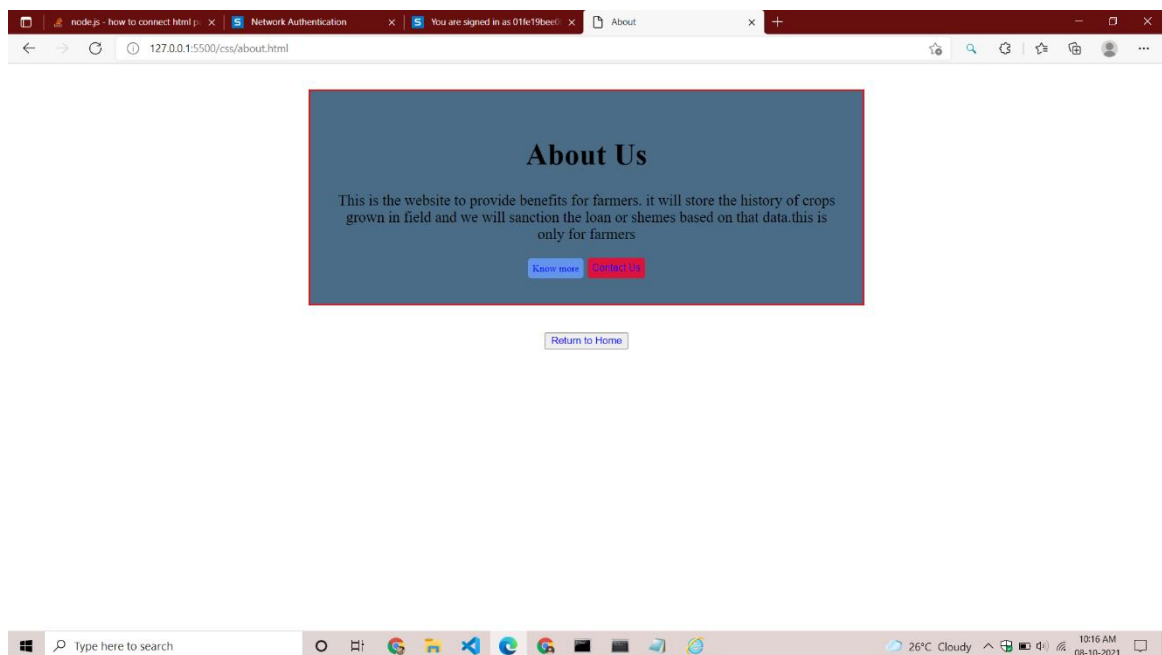 node.js - how to connect html p
Network Authentication
You are signed in as 01fe19bee0
About
127.0.0.1:5500/css/about.html
About Us
This is the website to provide benefits for farmers. it will store the history of crops
grown in field and we will sanction the loan or shemes based on that data.this is
only for farmers
Know more Contact Us
Return to Home
Type here to search
26°C Cloudy
10:16 AM
08-10-2021